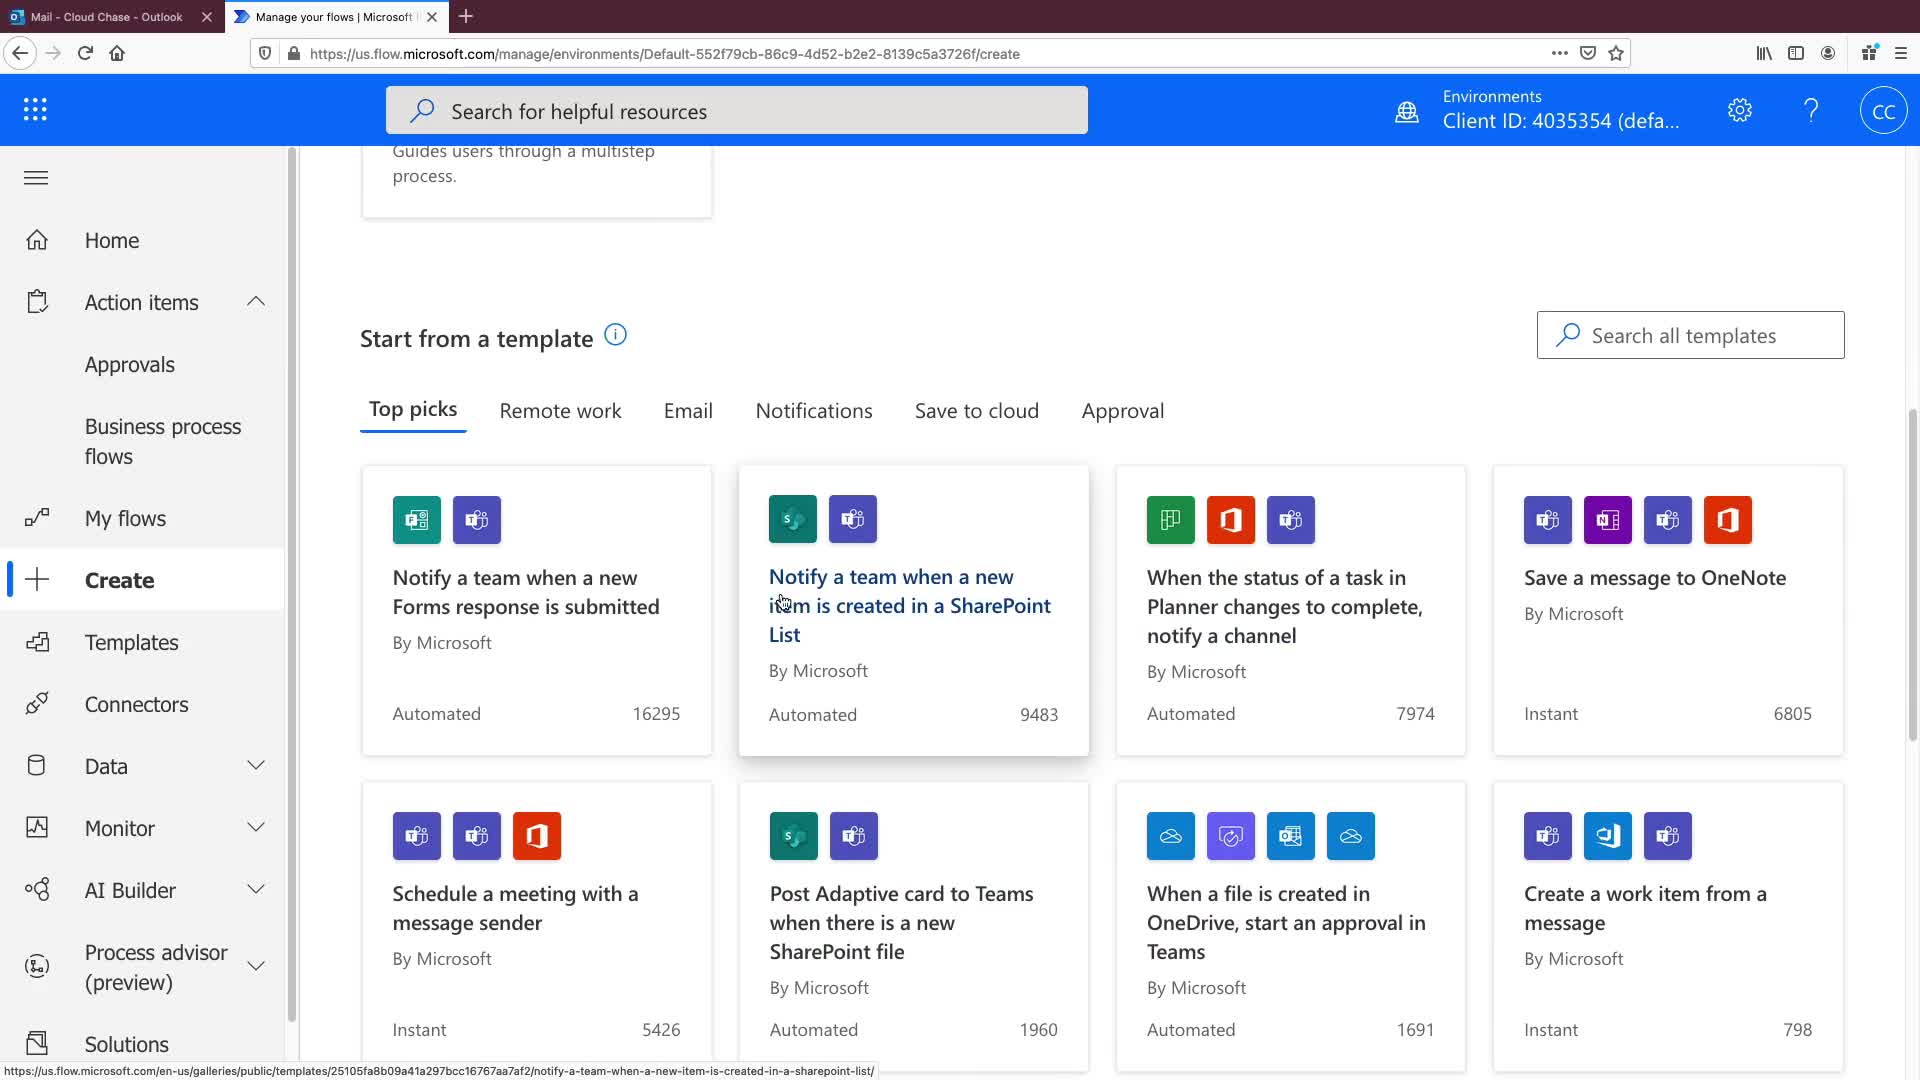 Mail - Cloud Chase - Outlook
Manage your flows | Microsoft
https://us.flow.microsoft.com/manage/environments/Default-552f79cb-86c9-4d52-b2e2-8139c5a3726f/create
Search for helpful resources
Environments
Client ID: 4035354 (defa...
CC
Guides users through a multistep
process.
Home
Action items
Approvals
Business process
flows
My flows
Create
Templates
Connectors
Data
Monitor
AI Builder
Process advisor
(preview)
Solutions
Start from a template
Search all templates
Top picks
Remote work
Email
Notifications
Save to cloud
Approval
Notify a team when a new
Forms response is submitted
By Microsoft
Automated
16295
Notify a team when a new
item is created in a SharePoint
List
By Microsoft
Automated
9483
When the status of a task in
Planner changes to complete,
notify a channel
By Microsoft
Automated
7974
Save a message to OneNote
By Microsoft
Instant
6805
Schedule a meeting with a
message sender
By Microsoft
Instant
5426
Post Adaptive card to Teams
when there is a new
SharePoint file
By Microsoft
Automated
1960
When a file is created in
OneDrive, start an approval in
Teams
By Microsoft
Automated
1691
Create a work item from a
message
By Microsoft
Instant
798
https://us.flow.microsoft.com/en-us/galleries/public/templates/25105fa8b09a41a297bcc16767aa7af2/notify-a-team-when-a-new-item-is-created-in-a-sharepoint-list/